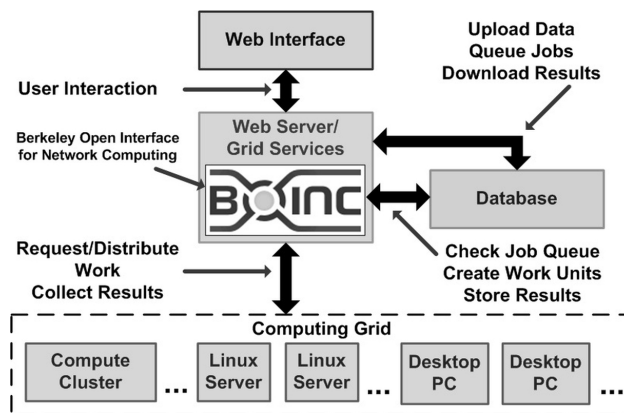 Web Interface
Upload Data
Queue Jobs
Download Results
User Interaction
Web Server/
Grid Services
Berkeley Open Interface
for Network Computing
BOINC
Database
Request/Distribute
Work
Collect Results
Check Job Queue
Create Work Units
Store Results
Computing Grid
Compute
Cluster
...
Linux
Server
Linux
Server
...
Desktop
PC
Desktop
PC
...